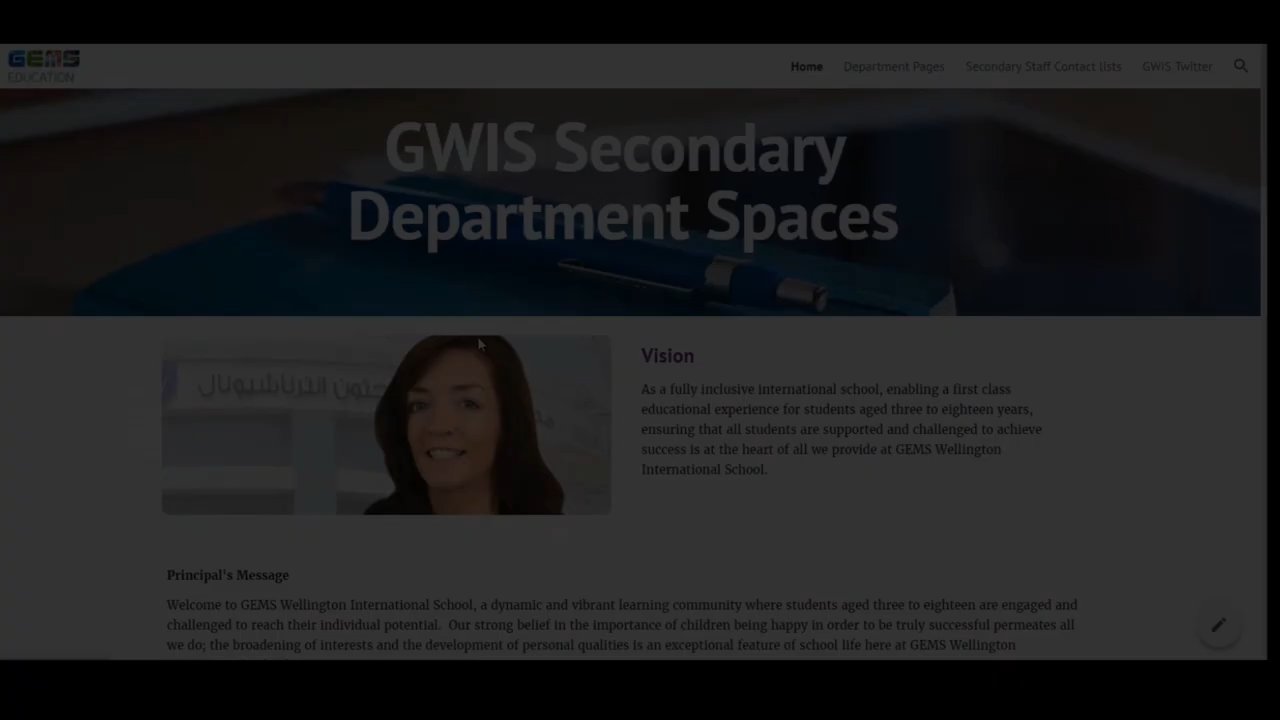 GEMS
EDUCATION
Home
Department Pages
Secondary Staff Contact lists
GWIS Twitter
GWIS Secondary
Department Spaces
Vision
As a fully inclusive international school, enabling a first class
educational experience for students aged three to eighteen years,
ensuring that all students are supported and challenged to achieve
success is at the heart of all we provide at GEMS Wellington
International School.
Principal's Message
Welcome to GEMS Wellington International School, a dynamic and vibrant learning community where students aged three to eighteen are engaged and
challenged to reach their individual potential. Our strong belief in the importance of children being happy in order to be truly successful permeates all
we do; the broadening of interests and the development of personal qualities is an exceptional feature of school life here at GEMS Wellington